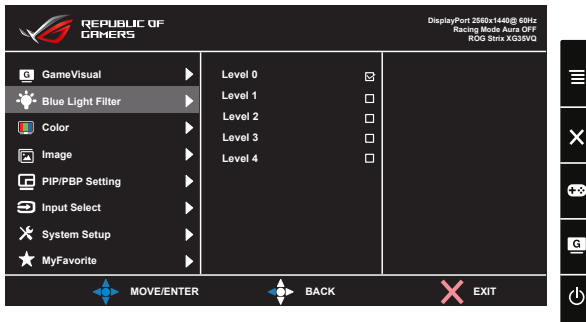 REPUBLIC OF
GAMERS
DisplayPort 2560x1440@ 60Hz
Racing Mode Aura OFF
ROG Strix XG35VQ
G GameVisual
Blue Light Filter
Color
Image
PIP/PBP Setting
Input Select
System Setup
MyFavorite
Level 0
Level 1
Level 2
Level 3
Level 4
MOVE/ENTER
BACK
EXIT
G